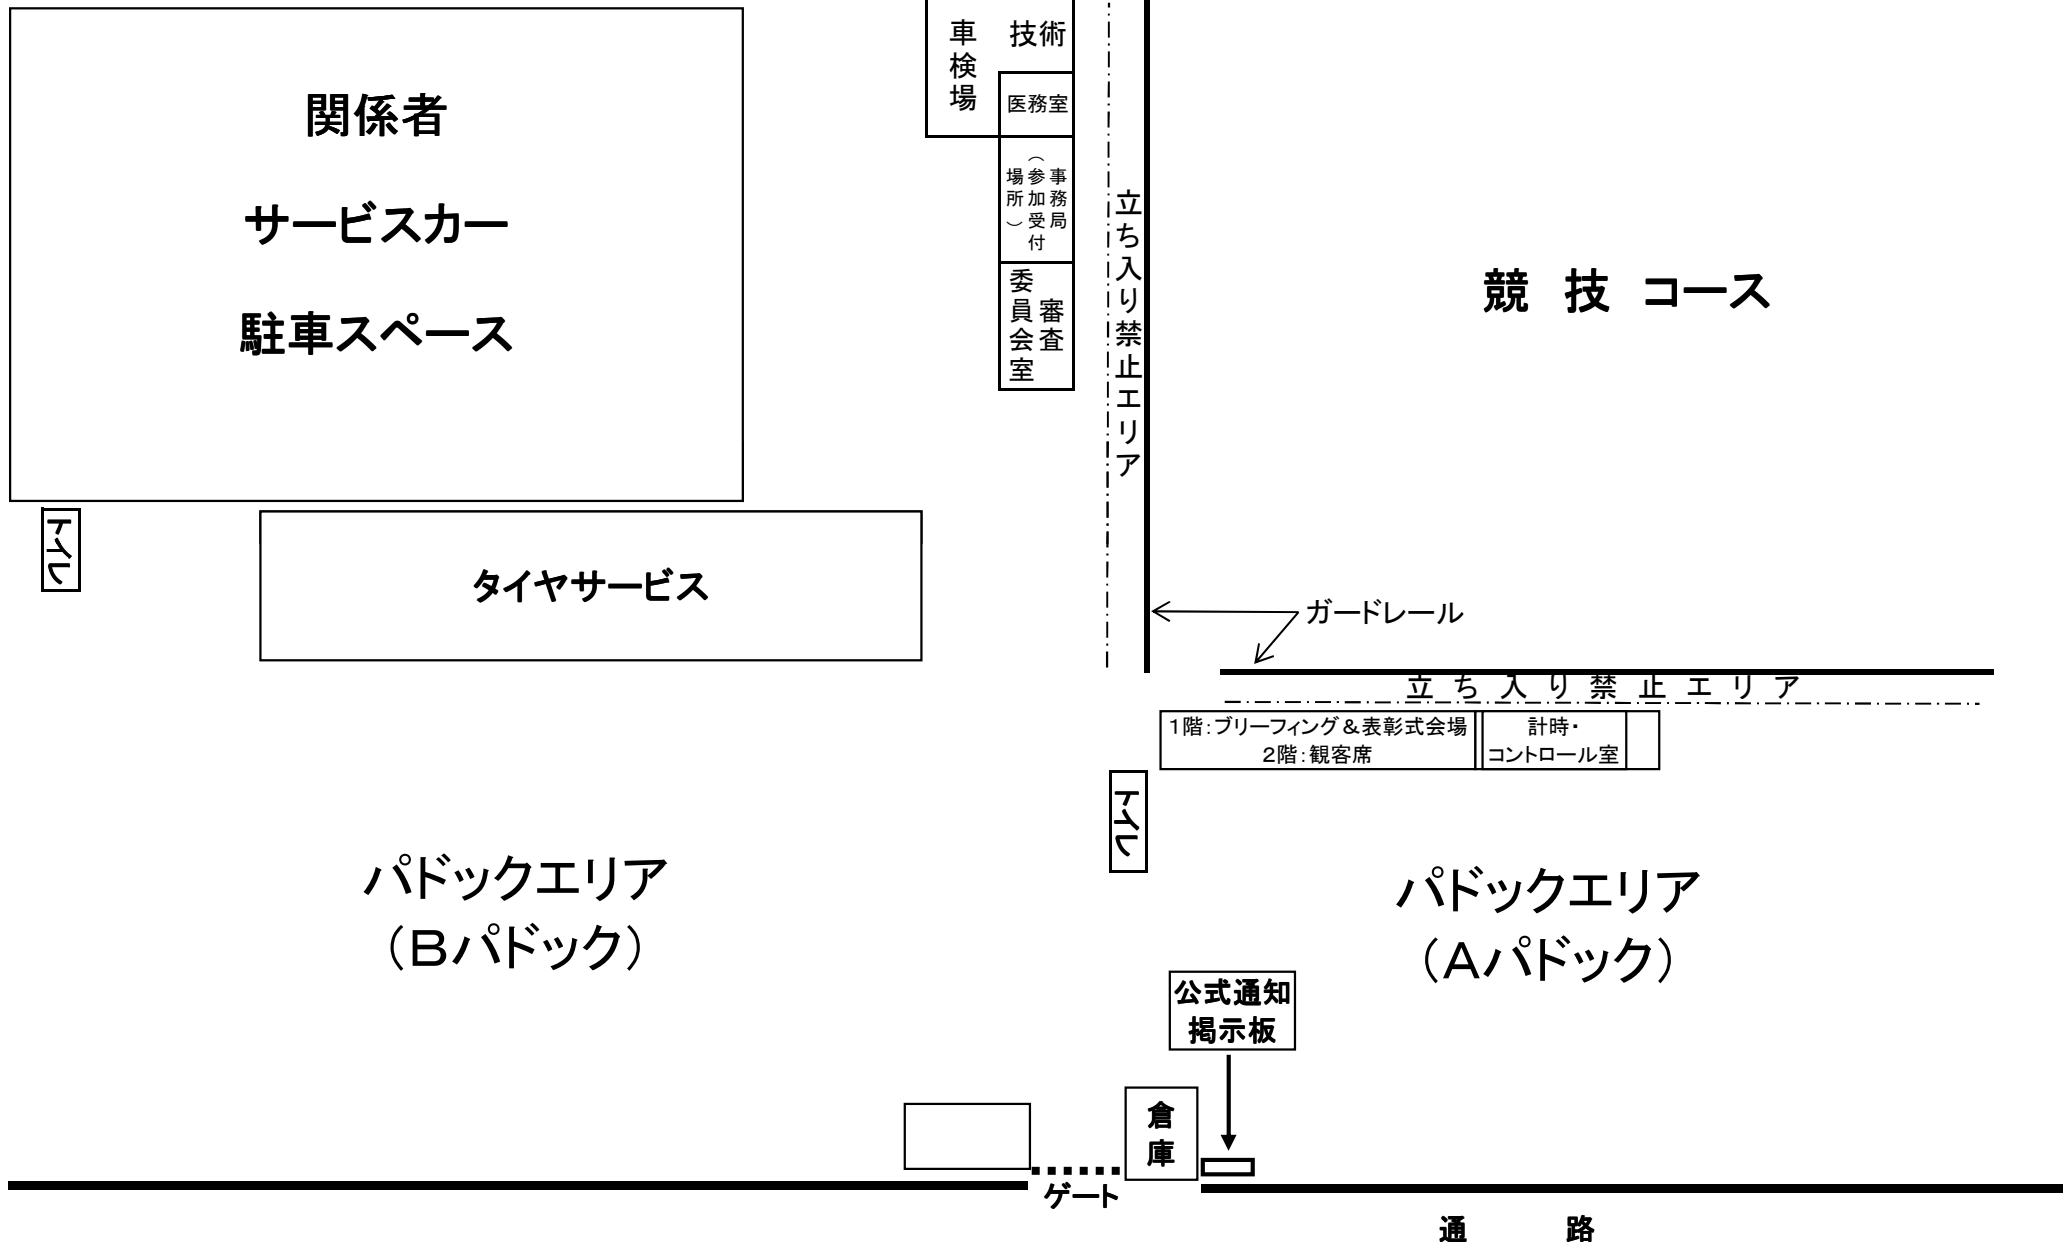 関係者
サービスカー
駐車スペース
車検場
技術
医務室
事務局
（参加受付
場所）
審査
委員会室
立ち入り禁止エリア
競 技 コース
トイレ
タイヤサービス
ガードレール
立ち入り禁止エリア
1階：ブリーフィング＆表彰式会場
2階：観客席
計時・
コントロール室
トイレ
パドックエリア
（Bパドック）
パドックエリア
（Aパドック）
公式通知
掲示板
倉庫
ゲート
通 路